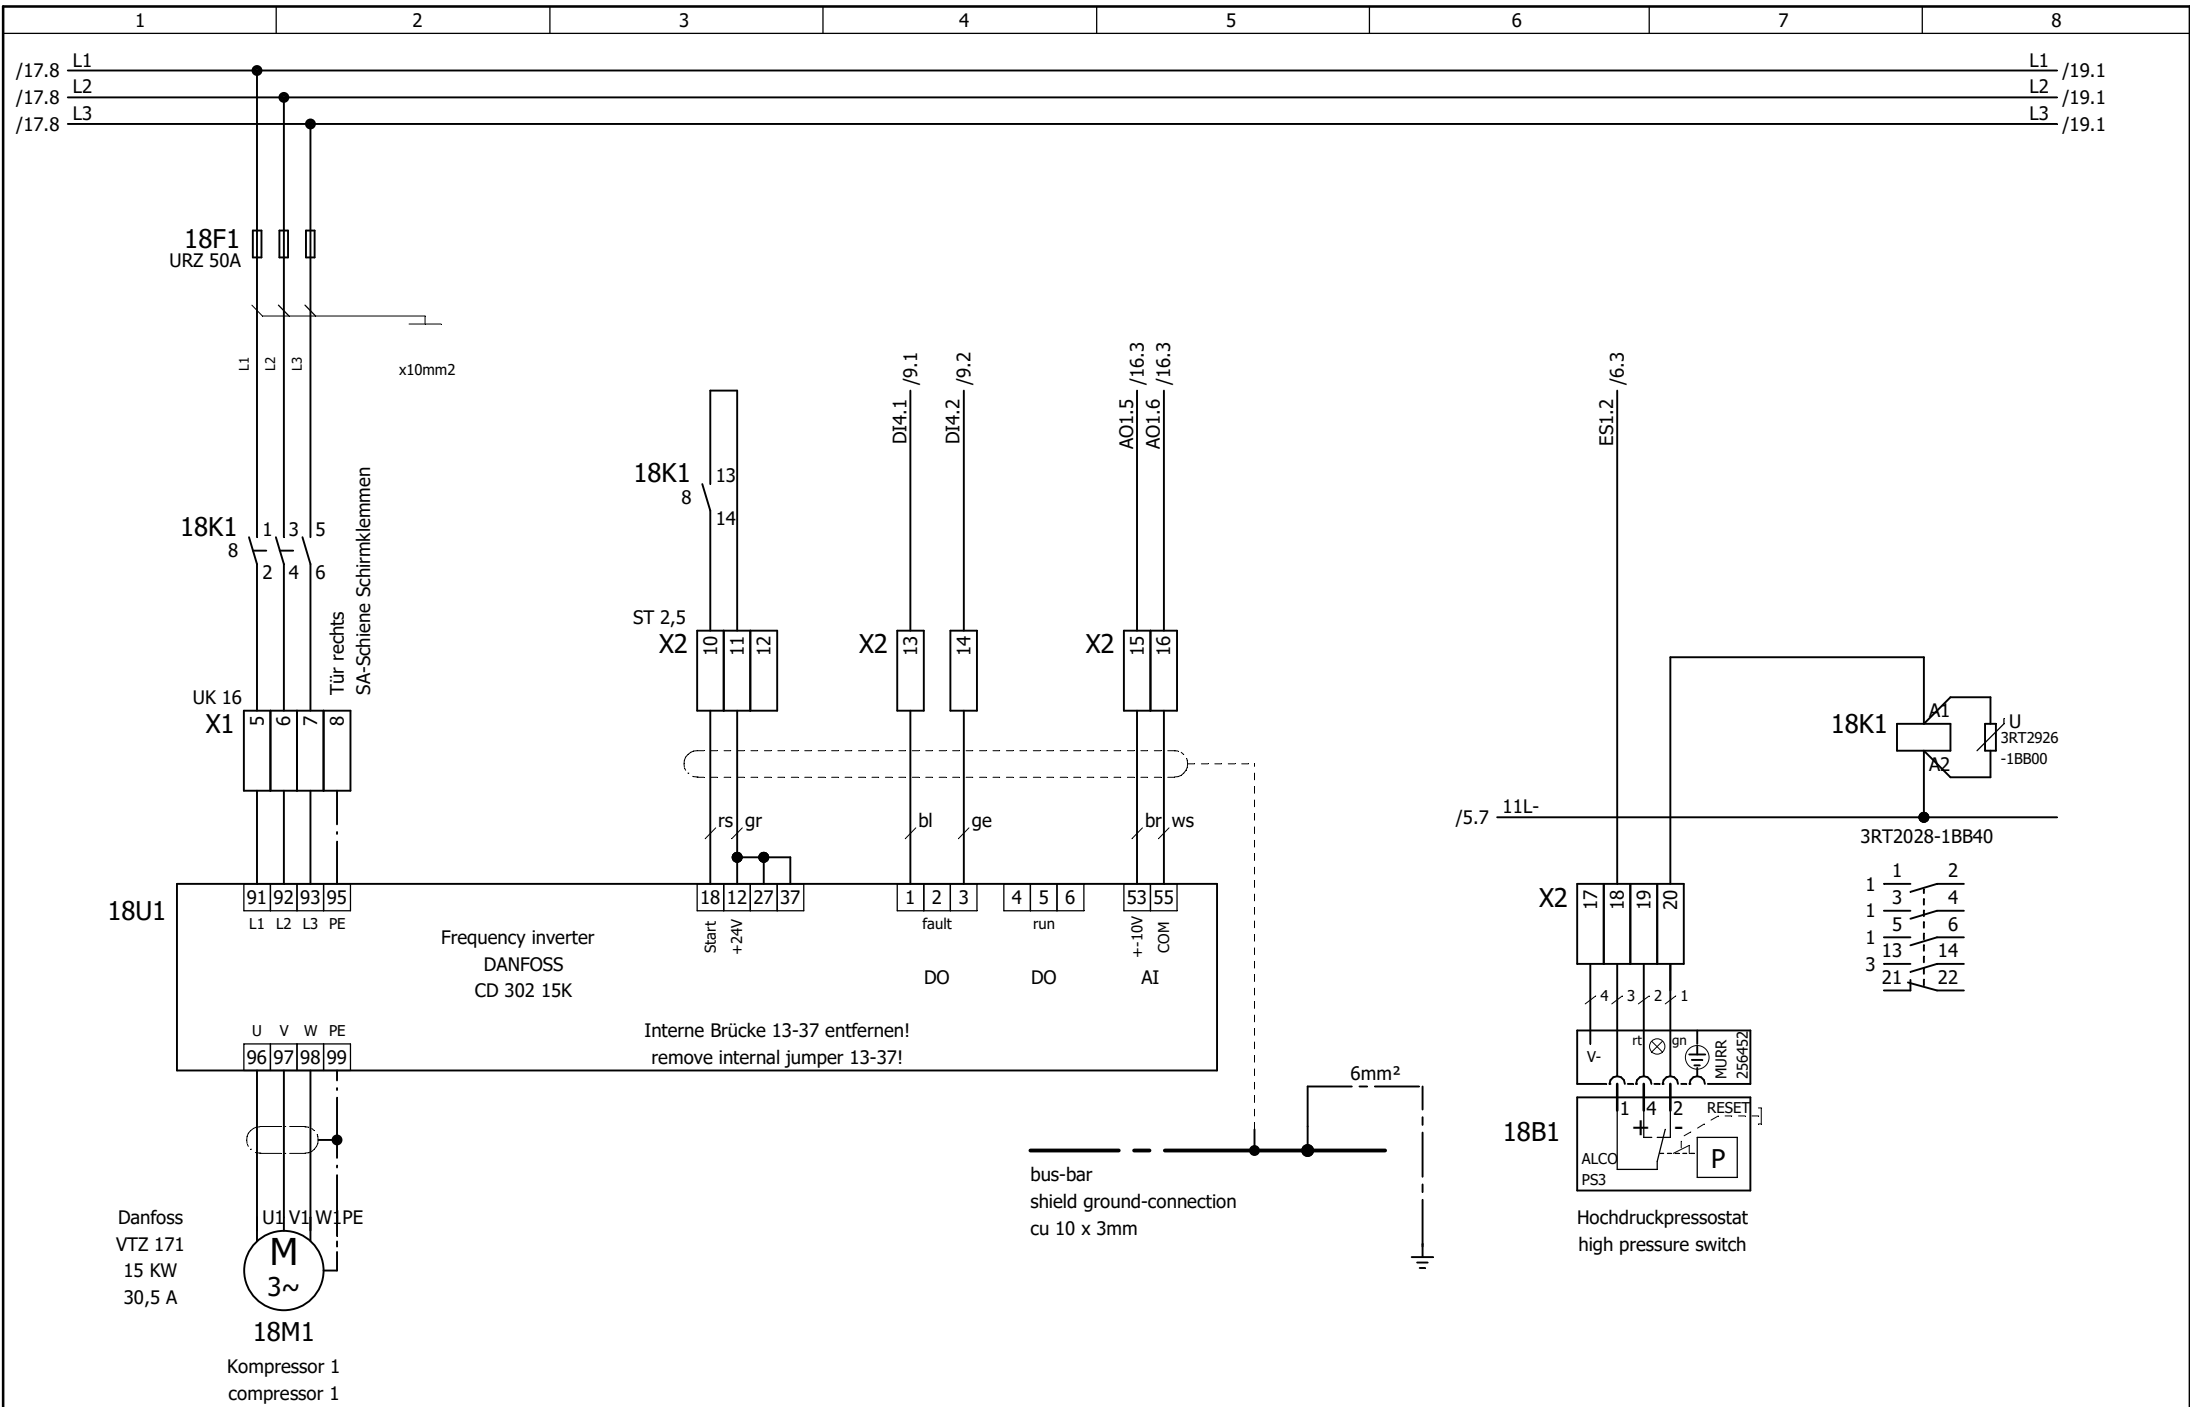 1 2 3 4 5 6 7 8
/17.8 L1 L1 /19.1
/17.8 L2 L2 /19.1
/17.8 L3 L3 /19.1
18F1
URZ 50A
L1 L2 L3
x10mm2
18K1
8
1 3 5
2 4 6
Tür rechts
SA-Schiene Schirmklemmen
UK 16
X1
5 6 7 8
18K1
8
13
14
ST 2,5
X2
10 11 12
rs gr
DI4.1 /9.1
DI4.2 /9.2
X2
13 14
bl ge
AO1.5 /16.3
AO1.6 /16.3
X2
15 16
br ws
18U1
91 92 93 95
L1 L2 L3 PE
18 12 27 37
Start
+24V
1 2 3
fault
DO
4 5 6
run
DO
53 55
+-10V
COM
AI
Frequency inverter
DANFOSS
CD 302 15K
Interne Brücke 13-37 entfernen!
remove internal jumper 13-37!
U V W PE
96 97 98 99
Danfoss
VTZ 171
15 KW
30,5 A
U1 V1 W1 PE
M
3~
18M1
Kompressor 1
compressor 1
6mm²
bus-bar
shield ground-connection
cu 10 x 3mm
ES1.2 /6.3
/5.7 11L-
X2
17 18 19 20
4 3 2 1
V-
rt gn
MURR
256452
18B1
1 4 2 RESET
+ -
P
ALCO
PS3
Hochdruckpressostat
high pressure switch
18K1
A1
A2
U
3RT2926
-1BB00
3RT2028-1BB40
1 1 2
1 3 4
1 5 6
3 13 14
21 22